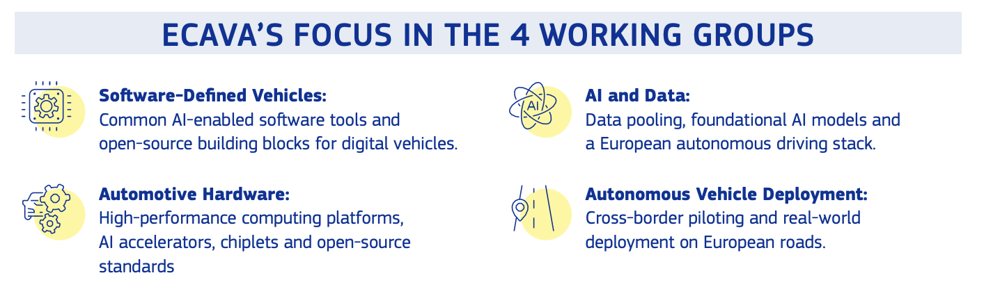 ECAVA'S FOCUS IN THE 4 WORKING GROUPS
Software-Defined Vehicles:
Common AI-enabled software tools and
open-source building blocks for digital vehicles.
AI
AI and Data:
Data pooling, foundational AI models and
a European autonomous driving stack.
Automotive Hardware:
High-performance computing platforms,
AI accelerators, chiplets and open-source
standards
Autonomous Vehicle Deployment:
Cross-border piloting and real-world
deployment on European roads.